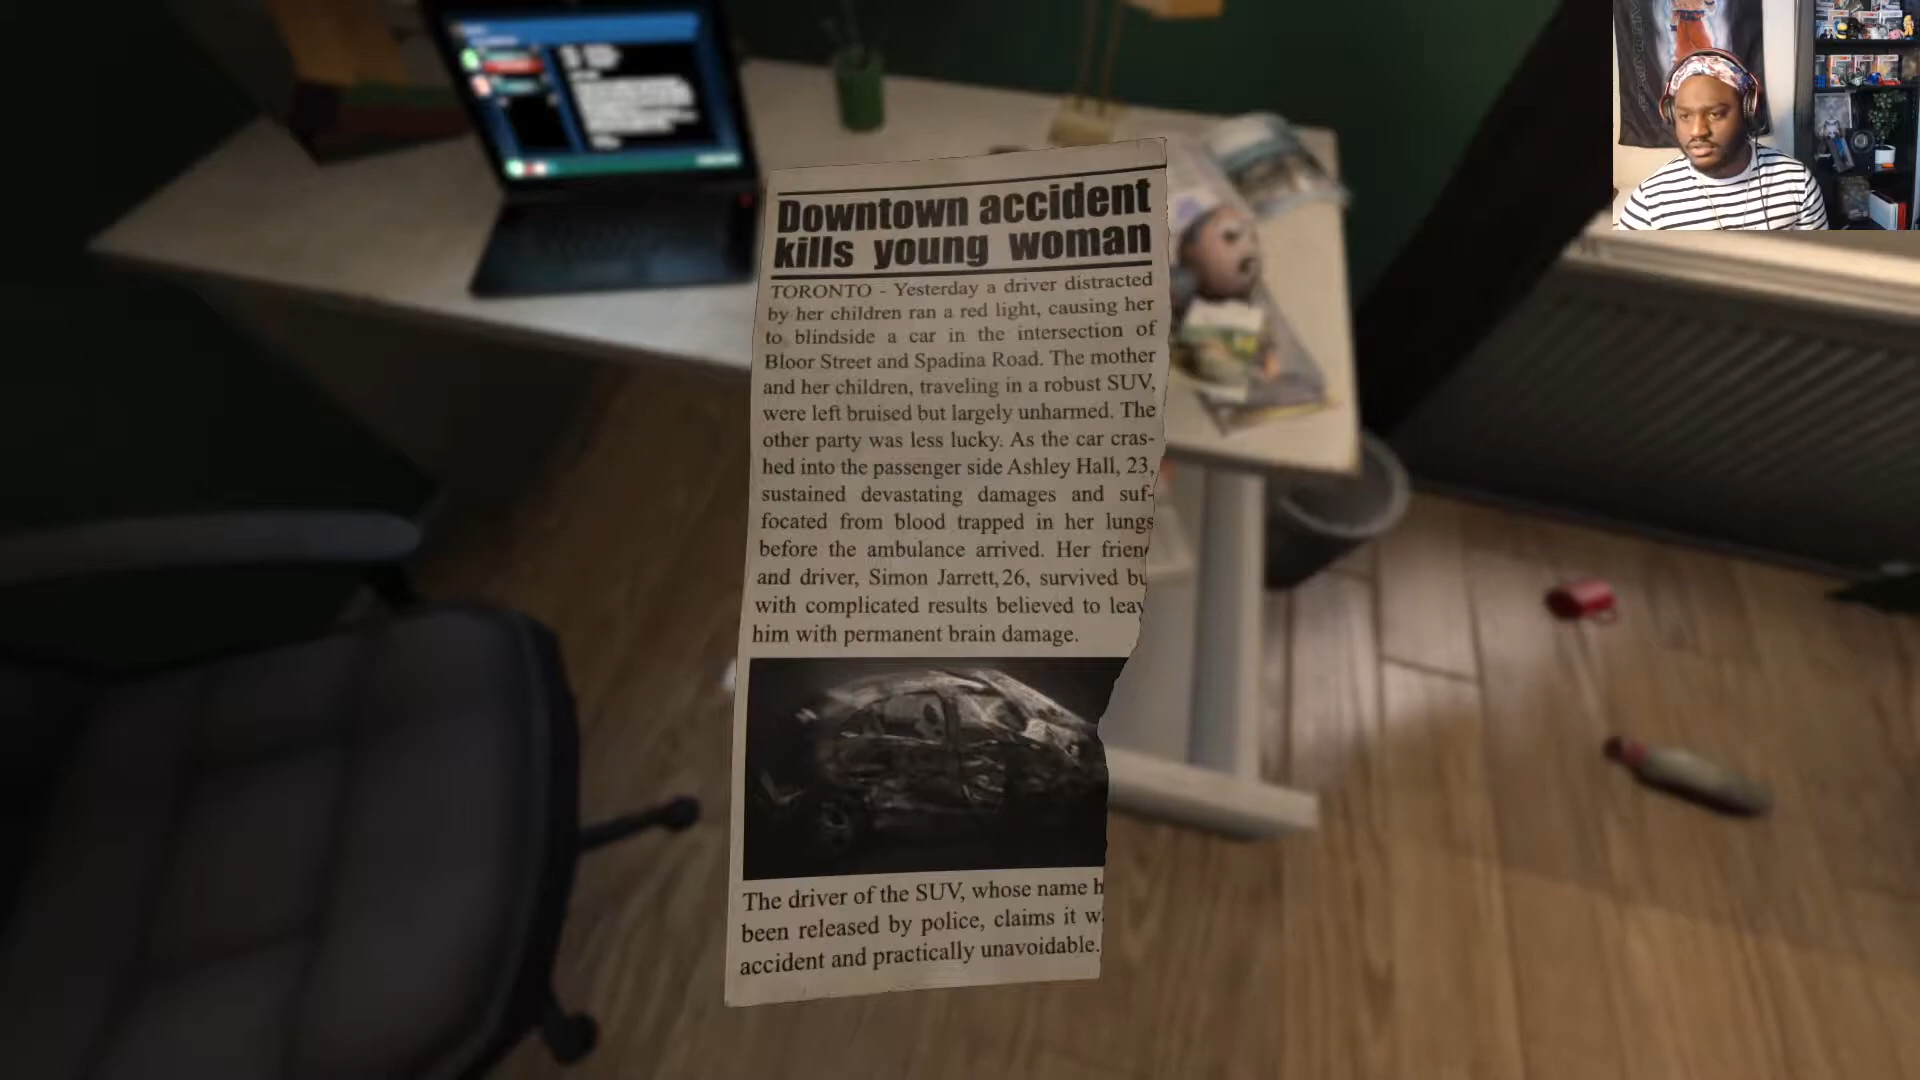 Downtown accident
kills young woman
TORONTO - Yesterday a driver distracted
by her children ran a red light, causing her
to blindside a car in the intersection of
Bloor Street and Spadina Road. The mother
and her children, traveling in a robust SUV,
were left bruised but largely unharmed. The
other party was less lucky. As the car cras-
hed into the passenger side Ashley Hall, 23,
sustained devastating damages and suf-
focated from blood trapped in her lungs
before the ambulance arrived. Her frien
and driver, Simon Jarrett, 26, survived bu
with complicated results believed to leav
him with permanent brain damage.
The driver of the SUV, whose name h
been released by police, claims it w
accident and practically unavoidable.